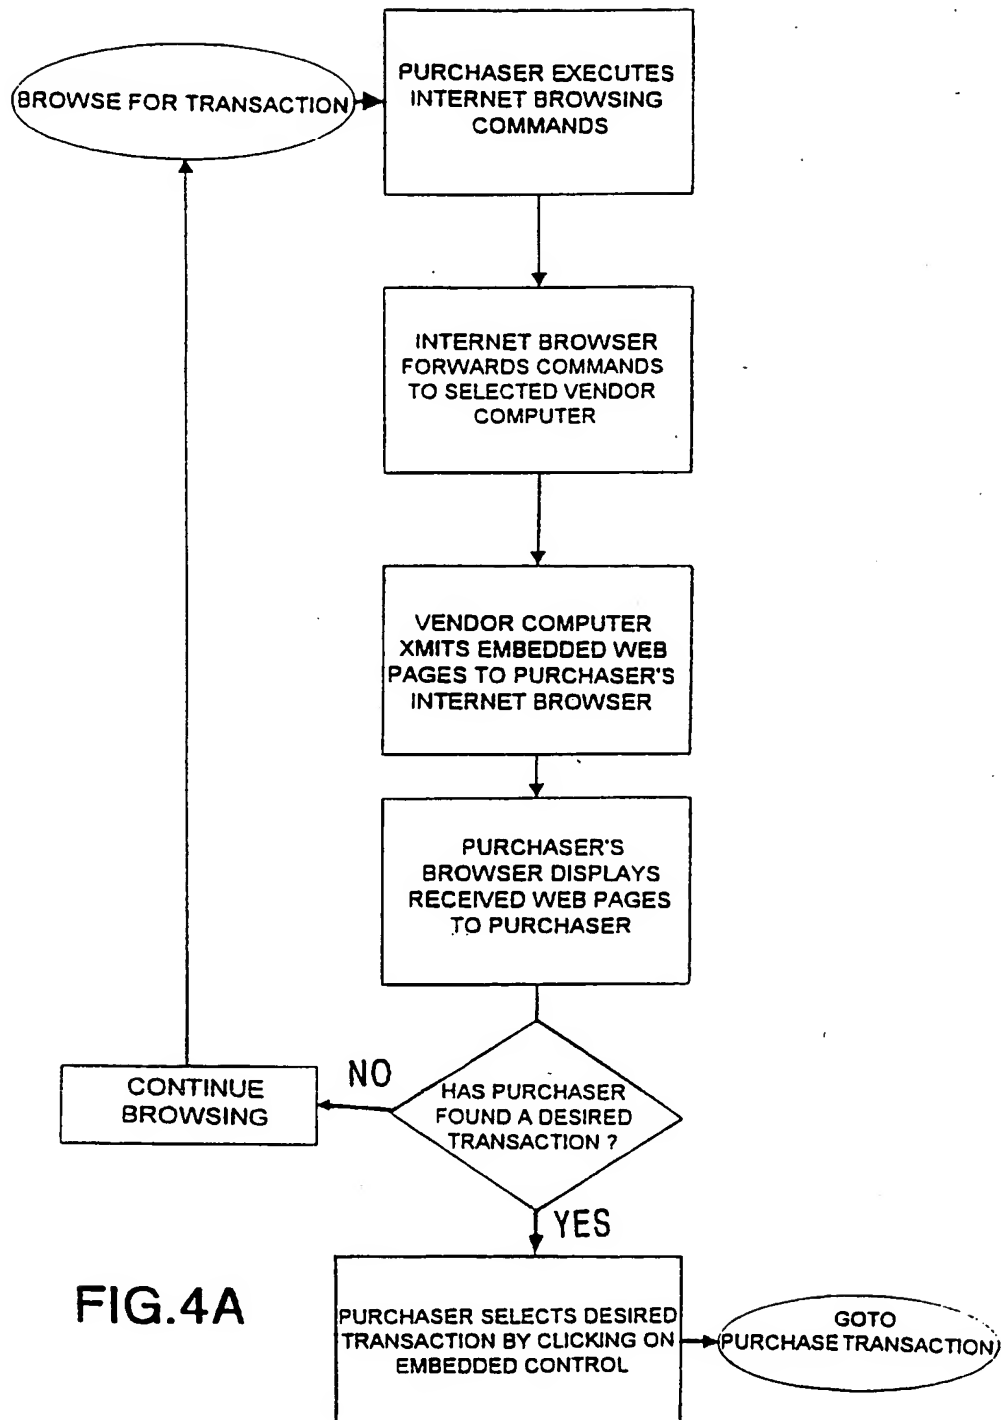 BROWSE FOR TRANSACTION
PURCHASER EXECUTES
INTERNET BROWSING
COMMANDS
INTERNET BROWSER
FORWARDS COMMANDS
TO SELECTED VENDOR
COMPUTER
VENDOR COMPUTER
XMITS EMBEDDED WEB
PAGES TO PURCHASER'S
INTERNET BROWSER
PURCHASER'S
BROWSER DISPLAYS
RECEIVED WEB PAGES
TO PURCHASER
HAS PURCHASER
FOUND A DESIRED
TRANSACTION ?
NO
CONTINUE
BROWSING
YES
PURCHASER SELECTS DESIRED
TRANSACTION BY CLICKING ON
EMBEDDED CONTROL
GOTO
PURCHASE TRANSACTION
FIG.4A